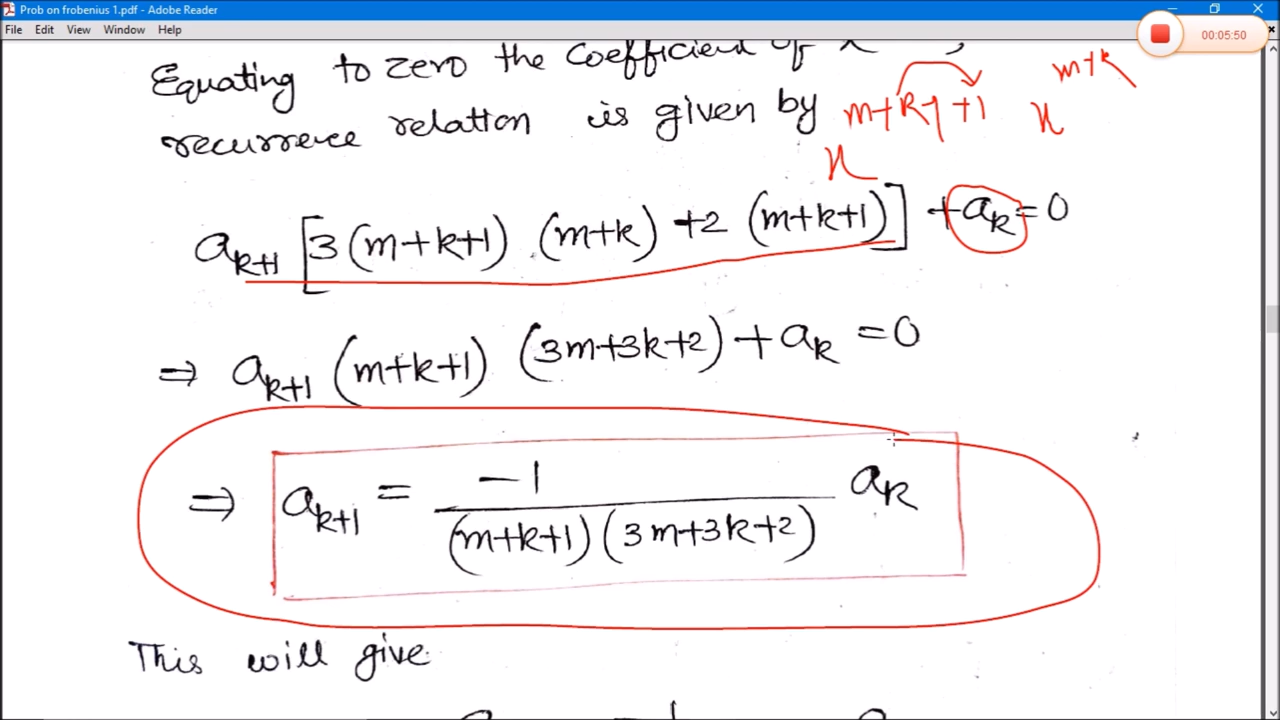 Prob on frobenius 1.pdf - Adobe Reader
File Edit View Window Help
00:05:50
Equating to zero the coefficient of x
m+k
recurrence relation is given by m+k-1+1 x
x
a_{k+1} [3(m+k+1) (m+k) +2 (m+k+1)] + a_k = 0
⇒ a_{k+1} (m+k+1) (3m+3k+2) + a_k = 0
⇒ a_{k+1} = -1 / (m+k+1)(3m+3k+2) a_k
This will give